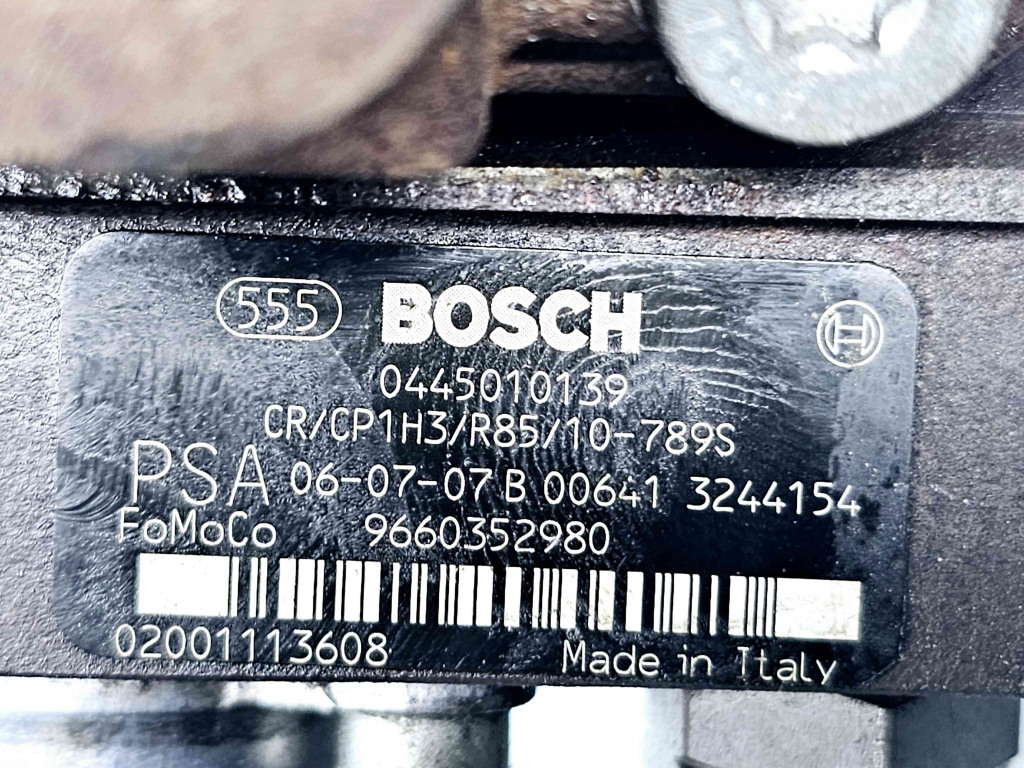 555 BOSCH
0445010139
CR/CP1H3/R85/10-789S
PSA 06-07-07 B 00641 3244154
FoMoCo 9660352980
02001113608 Made in Italy